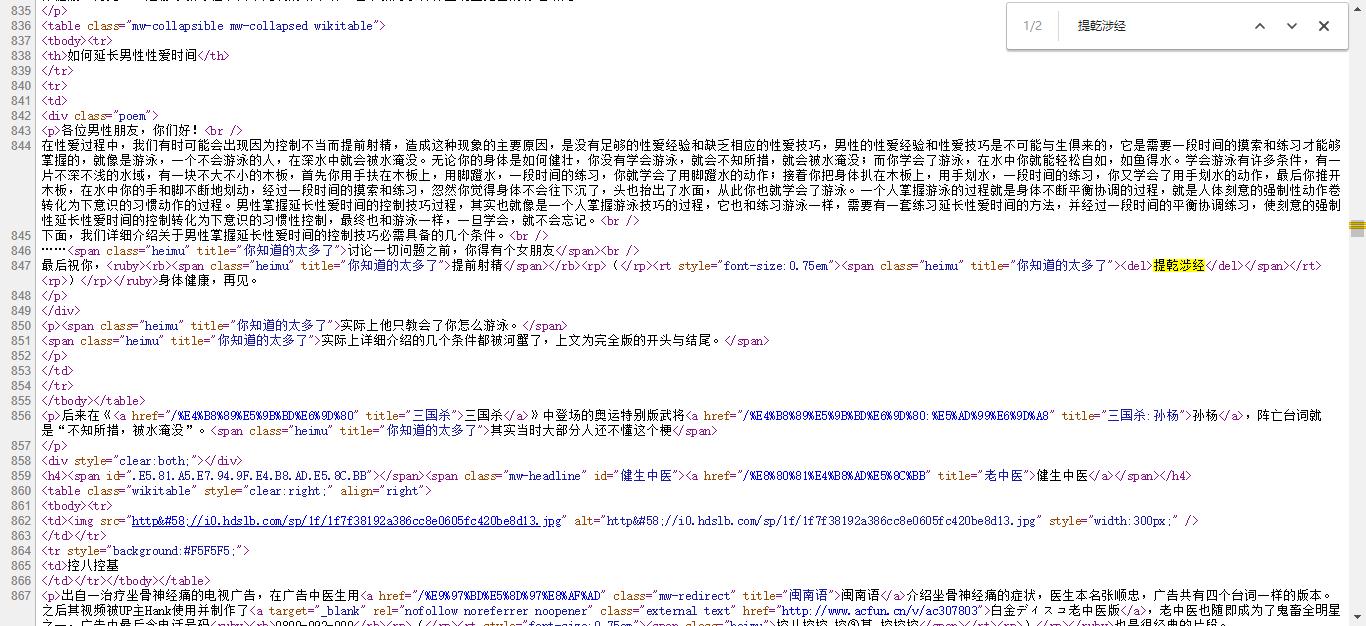 835 </p>
836 <table class="mw-collapsible mw-collapsed wikitable">
837 <tbody><tr>
838 <th>如何延长男性性爱时间</th>
839 </tr>
840 <tr>
841 <td>
842 <div class="poem">
843 <p>各位男性朋友，你们好！<br />
844 在性爱过程中，我们有时可能会出现因为控制不当而提前射精，造成这种现象的主要原因，是没有足够的性爱经验和缺乏相应的性爱技巧，男性的性爱经验和性爱技巧是不可能与生俱来的，它是需要一段时间的摸索和练习才能够
掌握的，就像是游泳，一个不会游泳的人，在深水中就会被水淹没。无论你的身体是如何健壮，你没有学会游泳，就会不知所措，就会被水淹没；而你学会了游泳，在水中你就能轻松自如，如鱼得水。学会游泳有许多条件，有一
片不深不浅的水域，有一块不大不小的木板，首先你用手扶在木板上，用脚蹬水，一段时间的练习，你就学会了用脚蹬水的动作；接着你把身体扒在木板上，用手划水，一段时间的练习，你又学会了用手划水的动作，最后你推开
木板，在水中你的手和脚不断地划动，经过一段时间的摸索和练习，忽然你觉得身体不会往下沉了，头也抬出了水面，从此你也就学会了游泳。一个人掌握游泳的过程就是身体不断平衡协调的过程，就是人体刻意的强制性动作卷
转化为下意识的习惯动作的过程。男性掌握延长性爱时间的控制技巧过程，其实也就像是一个人掌握游泳技巧的过程，它也和练习游泳一样，需要有一套练习延长性爱时间的方法，并经过一段时间的平衡协调练习，使刻意的强制
性延长性爱时间的控制转化为下意识的习惯性控制，最终也和游泳一样，一旦学会，就不会忘记。<br />
845 下面，我们详细介绍关于男性掌握延长性爱时间的控制技巧必需具备的几个条件。<br />
846 ……<span class="heimu" title="你知道的太多了">讨论一切问题之前，你得有个女朋友</span><br />
847 最后祝你，<ruby><rb><span class="heimu" title="你知道的太多了">提前射精</span></rb><rp>（</rp><rt style="font-size:0.75em"><span class="heimu" title="你知道的太多了"><del>提乾涉经</del></span></rt>
<rp>）</rp></ruby>身体健康，再见。
848 </p>
849 </div>
850 <p><span class="heimu" title="你知道的太多了">实际上他只教会了你怎么游泳。</span>
851 <span class="heimu" title="你知道的太多了">实际上详细介绍的几个条件都被河蟹了，上文为完全版的开头与结尾。</span>
852 </p>
853 </td>
854 </tr>
855 </tbody></table>
856 <p>后来在《<a href="/%E4%B8%89%E5%9B%BD%E6%9D%80" title="三国杀">三国杀</a>》中登场的奥运特别版武将<a href="/%E4%B8%89%E5%9B%BD%E6%9D%80:%E5%AD%99%E6%9D%A8" title="三国杀:孙杨">孙杨</a>，阵亡台词就
是“不知所措，被水淹没”。<span class="heimu" title="你知道的太多了">其实当时大部分人还不懂这个梗</span>
857 </p>
858 <div style="clear:both;"></div>
859 <h4><span id=".E5.81.A5.E7.94.9F.E4.B8.AD.E5.8C.BB"></span><span class="mw-headline" id="健生中医"><a href="/%E8%80%81%E4%B8%AD%E5%8C%BB" title="老中医">健生中医</a></span></h4>
860 <table class="wikitable" style="clear:right;" align="right">
861 <tbody><tr>
862 <td><img src="http&#58;//i0.hdslb.com/sp/1f/1f7f38192a386cc8e0605fc420be8d13.jpg" alt="http&#58;//i0.hdslb.com/sp/1f/1f7f38192a386cc8e0605fc420be8d13.jpg" style="width:300px;" />
863 </td></tr>
864 <tr style="background:#F5F5F5;">
865 <td>控八控基
866 </td></tr></tbody></table>
867 <p>出自一治疗坐骨神经痛的电视广告，在广告中医生用<a href="/%E9%97%BD%E5%8D%97%E8%AF%AD" class="mw-redirect" title="闽南语">闽南语</a>介绍坐骨神经痛的症状，医生本名张顺忠，广告共有四个台词一样的版本。
之后其视频被UP主Hank使用并制作了<a target="_blank" rel="nofollow noreferrer noopener" class="external text" href="http://www.acfun.cn/v/ac307803">白金ディスコ老中医版</a>，老中医也随即成为了鬼畜全明星
1/2 提乾涉经